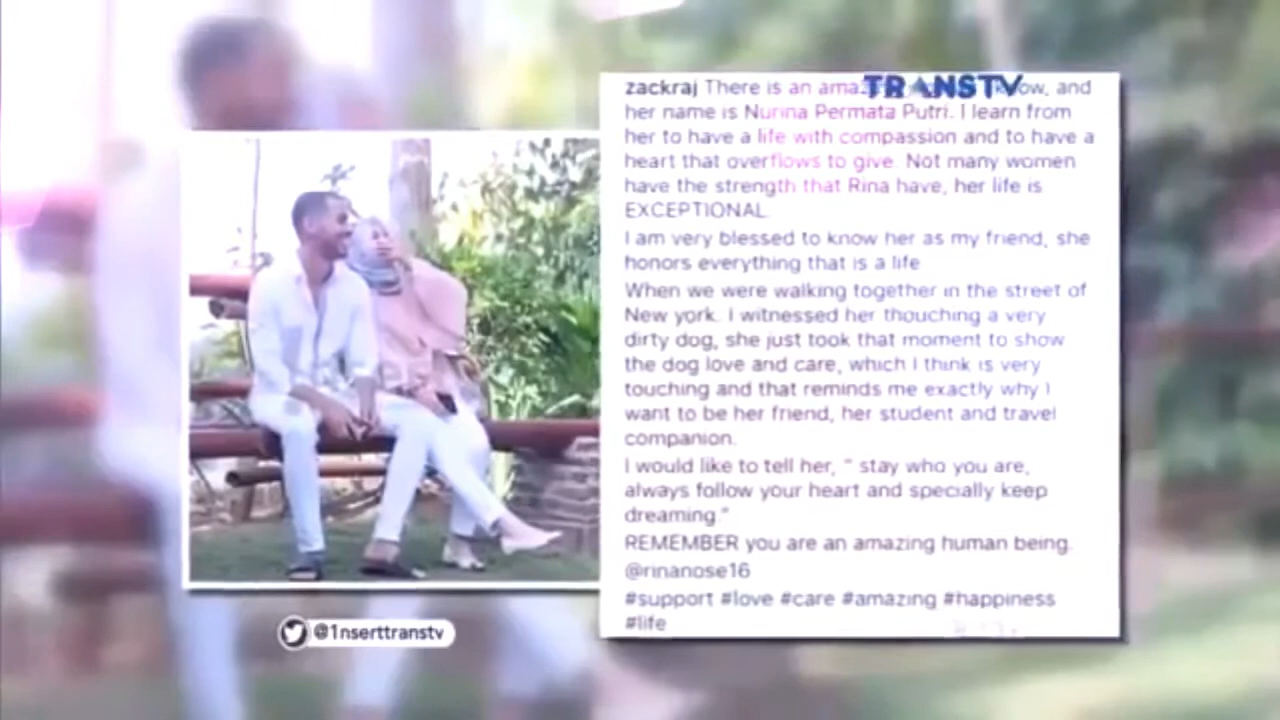 TRANSTV
zackraj There is an know, and
her name is Nurina Permata Putri. I learn from
her to have a life with compassion and to have a
heart that overflows to give. Not many women
have the strength that Rina have, her life is
EXCEPTIONAL.
I am very blessed to know her as my friend, she
honors everything that is a life
When we were walking together in the street of
New york. I witnessed her thouching a very
dirty dog, she just took that moment to show
the dog love and care, which I think is very
touching and that reminds me exactly why I
want to be her friend, her student and travel
companion.
I would like to tell her, " stay who you are,
always follow your heart and specially keep
dreaming."
REMEMBER you are an amazing human being.
@rinanose16
#support #love #care #amazing #happiness
#life
@1nserttranstv